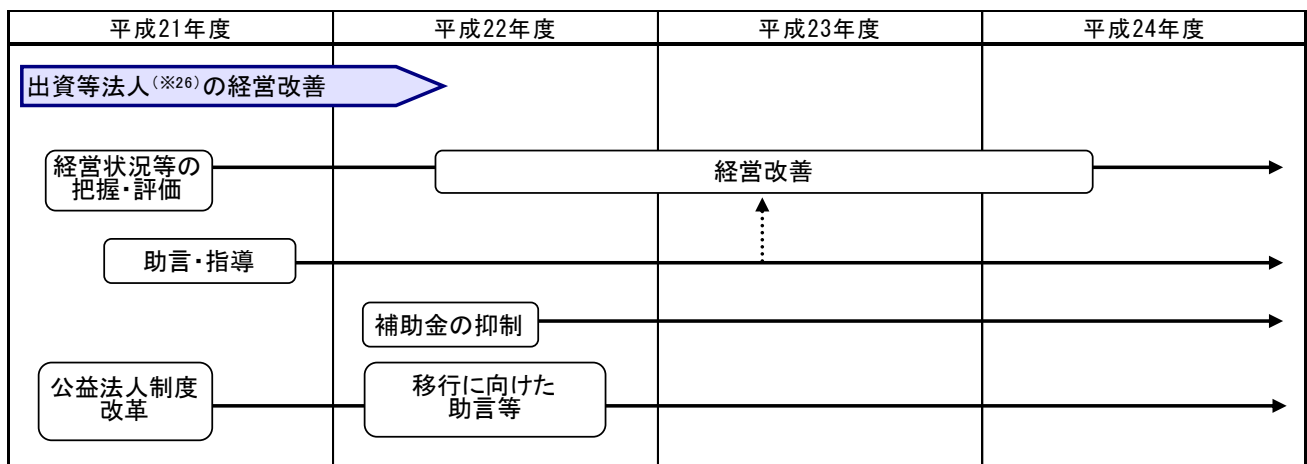 平成21年度
平成22年度
平成23年度
平成24年度
出資等法人(※26)の経営改善
経営状況等の
把握・評価
経営改善
助言・指導
補助金の抑制
公益法人制度
改革
移行に向けた
助言等